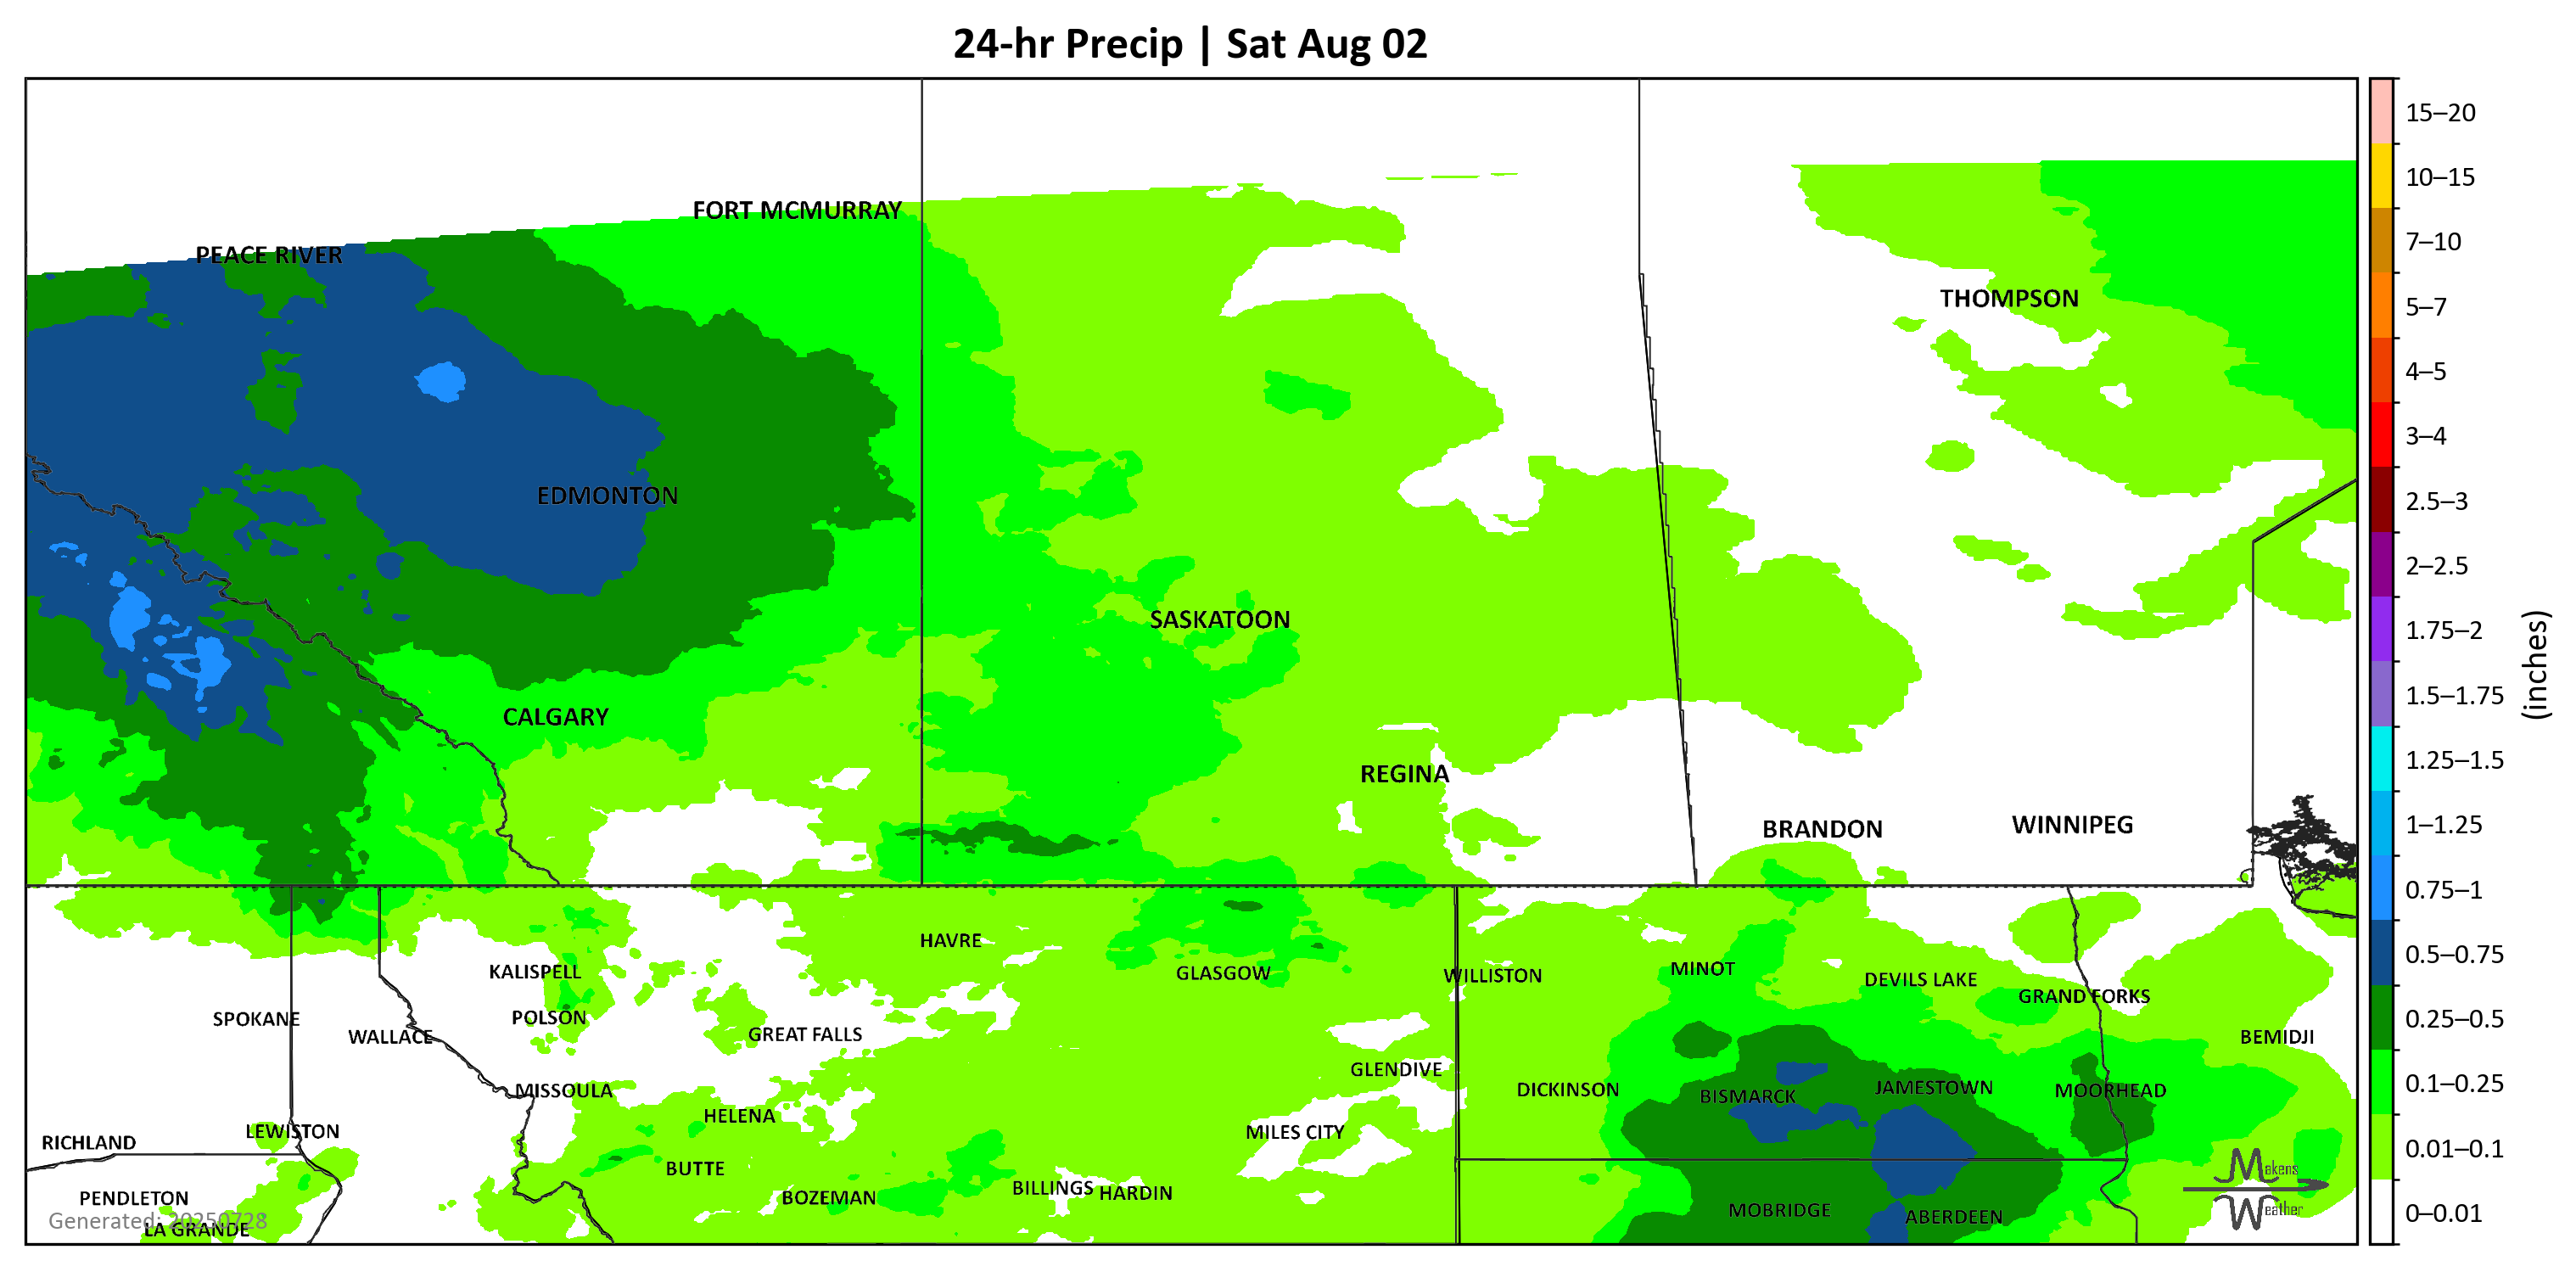 24-hr Precip | Sat Aug 02
FORT MCMURRAY
PEACE RIVER
THOMPSON
EDMONTON
SASKATOON
CALGARY
REGINA
BRANDON
WINNIPEG
HAVRE
KALISPELL
GLASGOW
WILLISTON
MINOT
DEVILS LAKE
GRAND FORKS
SPOKANE
POLSON
WALLACE
GREAT FALLS
BEMIDJI
GLENDIVE
MISSOULA
DICKINSON
BISMARCK
JAMESTOWN
MOORHEAD
HELENA
LEWISTON
MILES CITY
RICHLAND
BUTTE
BILLINGS
HARDIN
PENDLETON
BOZEMAN
MOBRIDGE
ABERDEEN
Generated: 20250728
LA GRANDE
Makens
Weather
15–20
10–15
7–10
5–7
4–5
3–4
2.5–3
2–2.5
1.75–2
1.5–1.75
1.25–1.5
1–1.25
0.75–1
0.5–0.75
0.25–0.5
0.1–0.25
0.01–0.1
0–0.01
(inches)